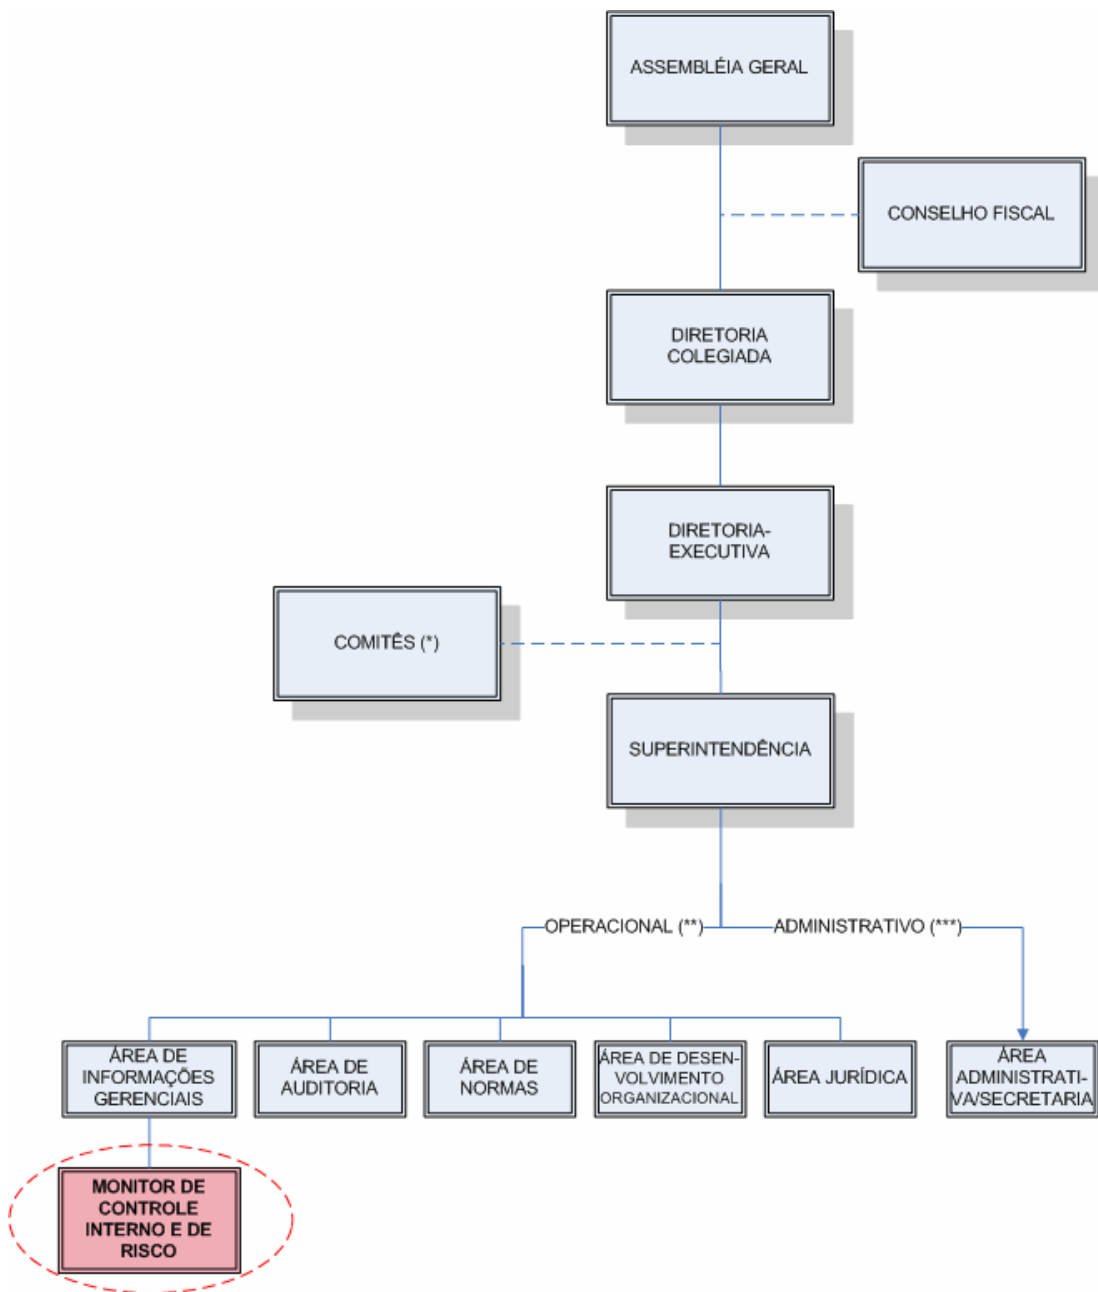 ASSEMBLÉIA GERAL
CONSELHO FISCAL
DIRETORIA
COLEGIADA
DIRETORIA-
EXECUTIVA
COMITÊS (*)
SUPERINTENDÊNCIA
OPERACIONAL (**)
ADMINISTRATIVO (***)
ÁREA DE
INFORMAÇÕES
GERENCIAIS
ÁREA DE
AUDITORIA
ÁREA DE
NORMAS
ÁREA DE DESEN-
VOLVIMENTO
ORGANIZACIONAL
ÁREA JURÍDICA
ÁREA
ADMINISTRATI-
VA/SECRETARIA
MONITOR DE
CONTROLE
INTERNO E DE
RISCO